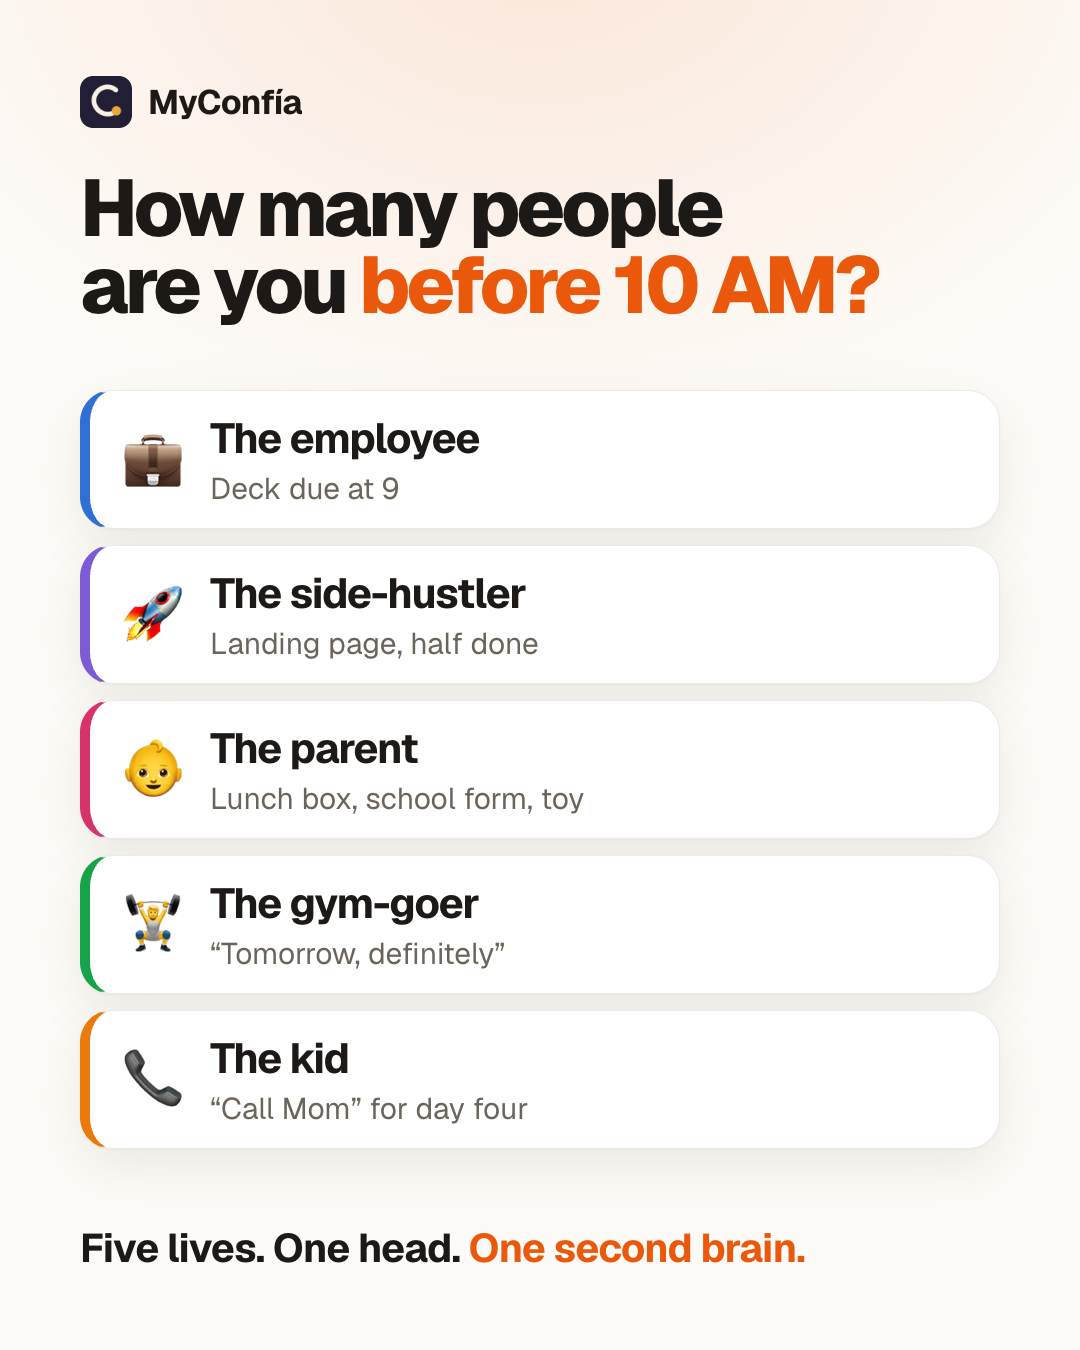 MyConfía
How many people
are you before 10 AM?
The employee
Deck due at 9
The side-hustler
Landing page, half done
The parent
Lunch box, school form, toy
The gym-goer
“Tomorrow, definitely”
The kid
“Call Mom” for day four
Five lives. One head. One second brain.